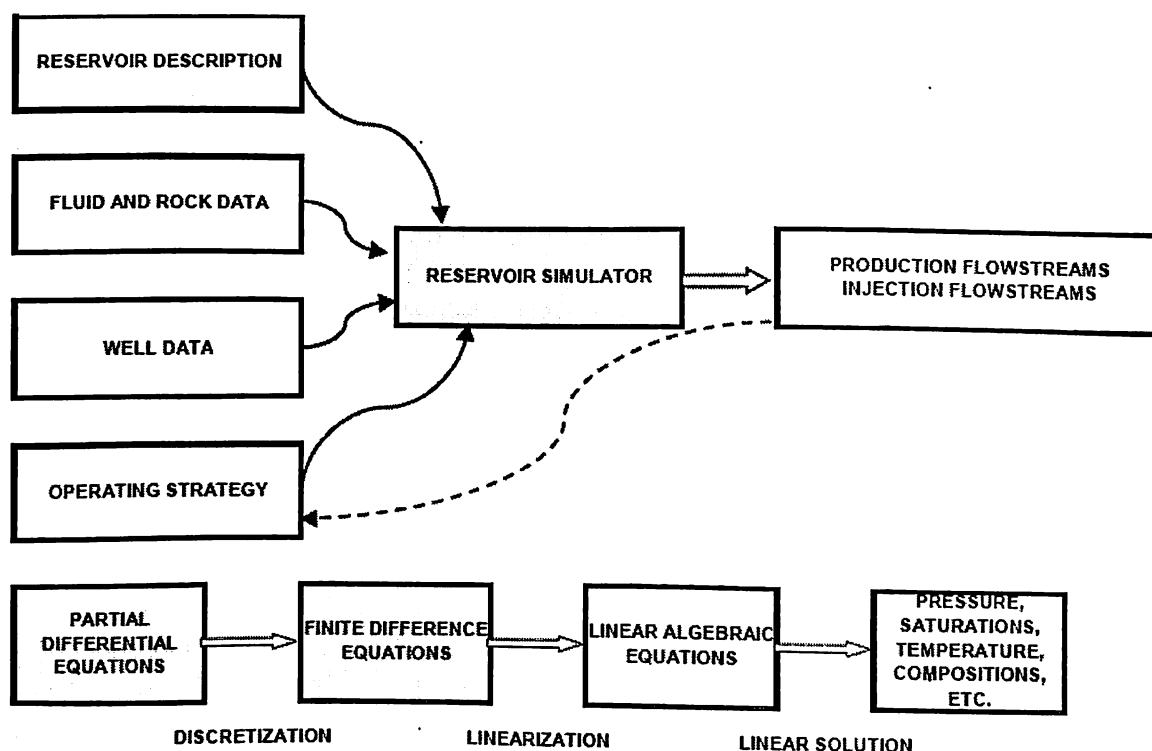 RESERVOIR DESCRIPTION
FLUID AND ROCK DATA
WELL DATA
OPERATING STRATEGY
RESERVOIR SIMULATOR
PRODUCTION FLOWSTREAMS
INJECTION FLOWSTREAMS
PARTIAL
DIFFERENTIAL
EQUATIONS
FINITE DIFFERENCE
EQUATIONS
LINEAR ALGEBRAIC
EQUATIONS
PRESSURE,
SATURATIONS,
TEMPERATURE,
COMPOSITIONS,
ETC.
DISCRETIZATION
LINEARIZATION
LINEAR SOLUTION